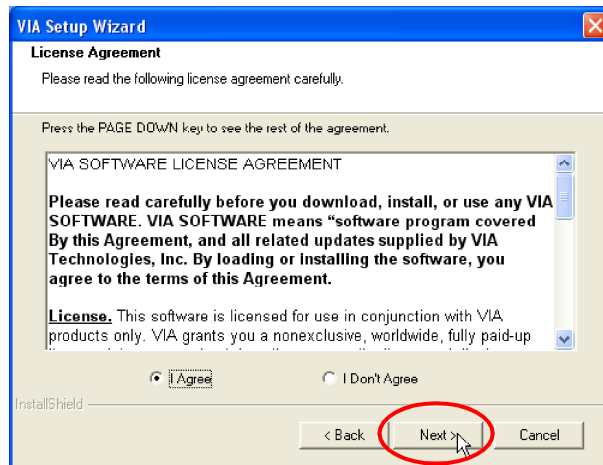 VIA Setup Wizard
License Agreement
Please read the following license agreement carefully.
Press the PAGE DOWN key to see the rest of the agreement.
VIA SOFTWARE LICENSE AGREEMENT
Please read carefully before you download, install, or use any VIA
SOFTWARE. VIA SOFTWARE means “software program covered
By this Agreement, and all related updates supplied by VIA
Technologies, Inc. By loading or installing the software, you
agree to the terms of this Agreement.
License. This software is licensed for use in conjunction with VIA
products only. VIA grants you a nonexclusive, worldwide, fully paid-up
I Agree
I Don't Agree
InstallShield
< Back
Next >
Cancel